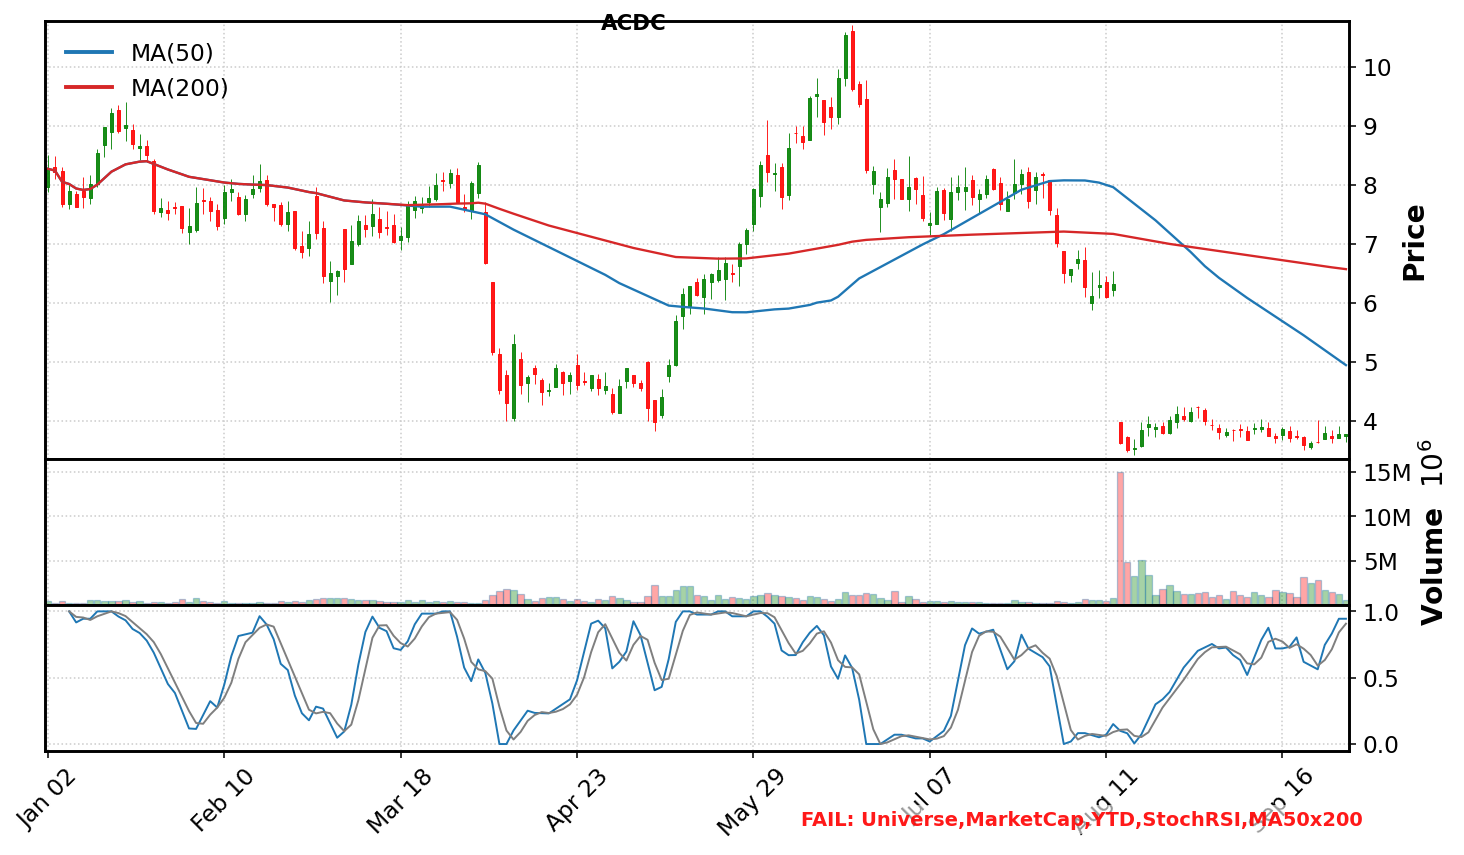 ACDC
MA(50)
MA(200)
10
9
8
7
6
5
4
Price
15M
10M
5M
Volume 10^6
1.0
0.5
0.0
Jan 02
Feb 10
Mar 18
Apr 23
May 29
Jul 07
Aug 11
Sep 16
FAIL: Universe,MarketCap,YTD,StochRSI,MA50x200